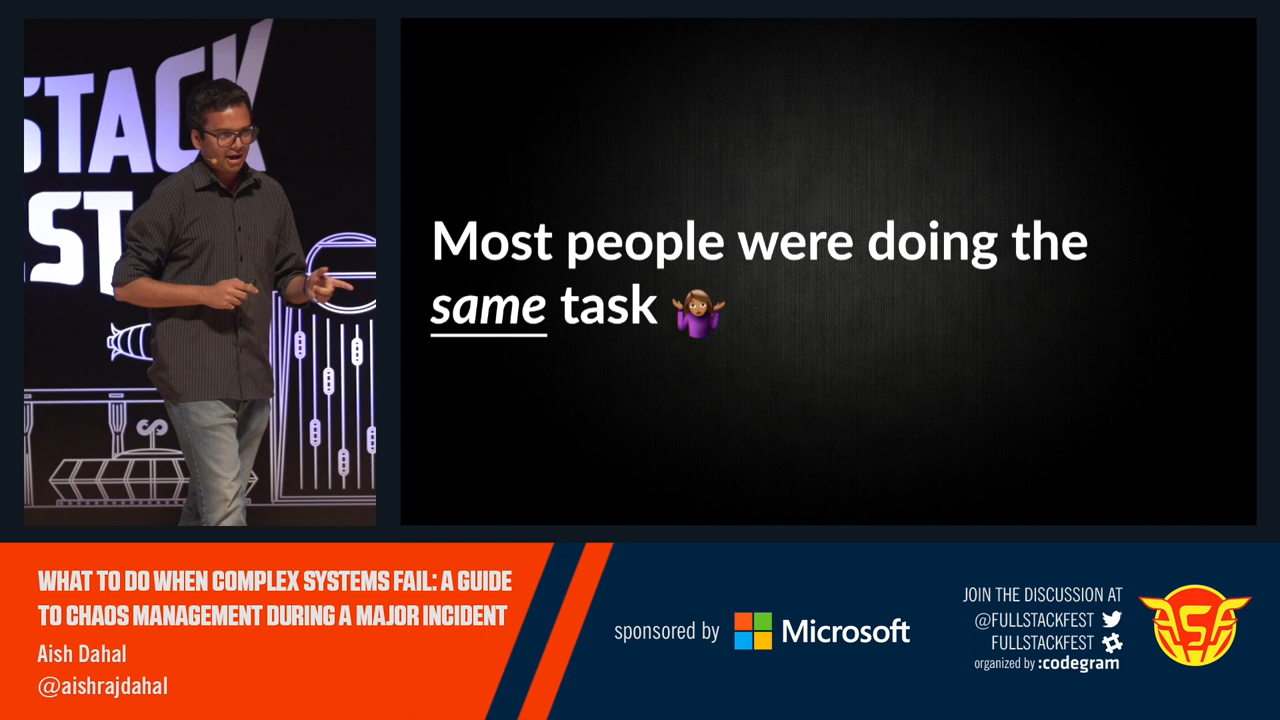 STACK
ST
Most people were doing the
same task 🤷🏽‍♀️
WHAT TO DO WHEN COMPLEX SYSTEMS FAIL: A GUIDE
TO CHAOS MANAGEMENT DURING A MAJOR INCIDENT
Aish Dahal
@aishrajdahal
sponsored by Microsoft
JOIN THE DISCUSSION AT
@FULLSTACKFEST
FULLSTACKFEST
organized by :codegram
FSF